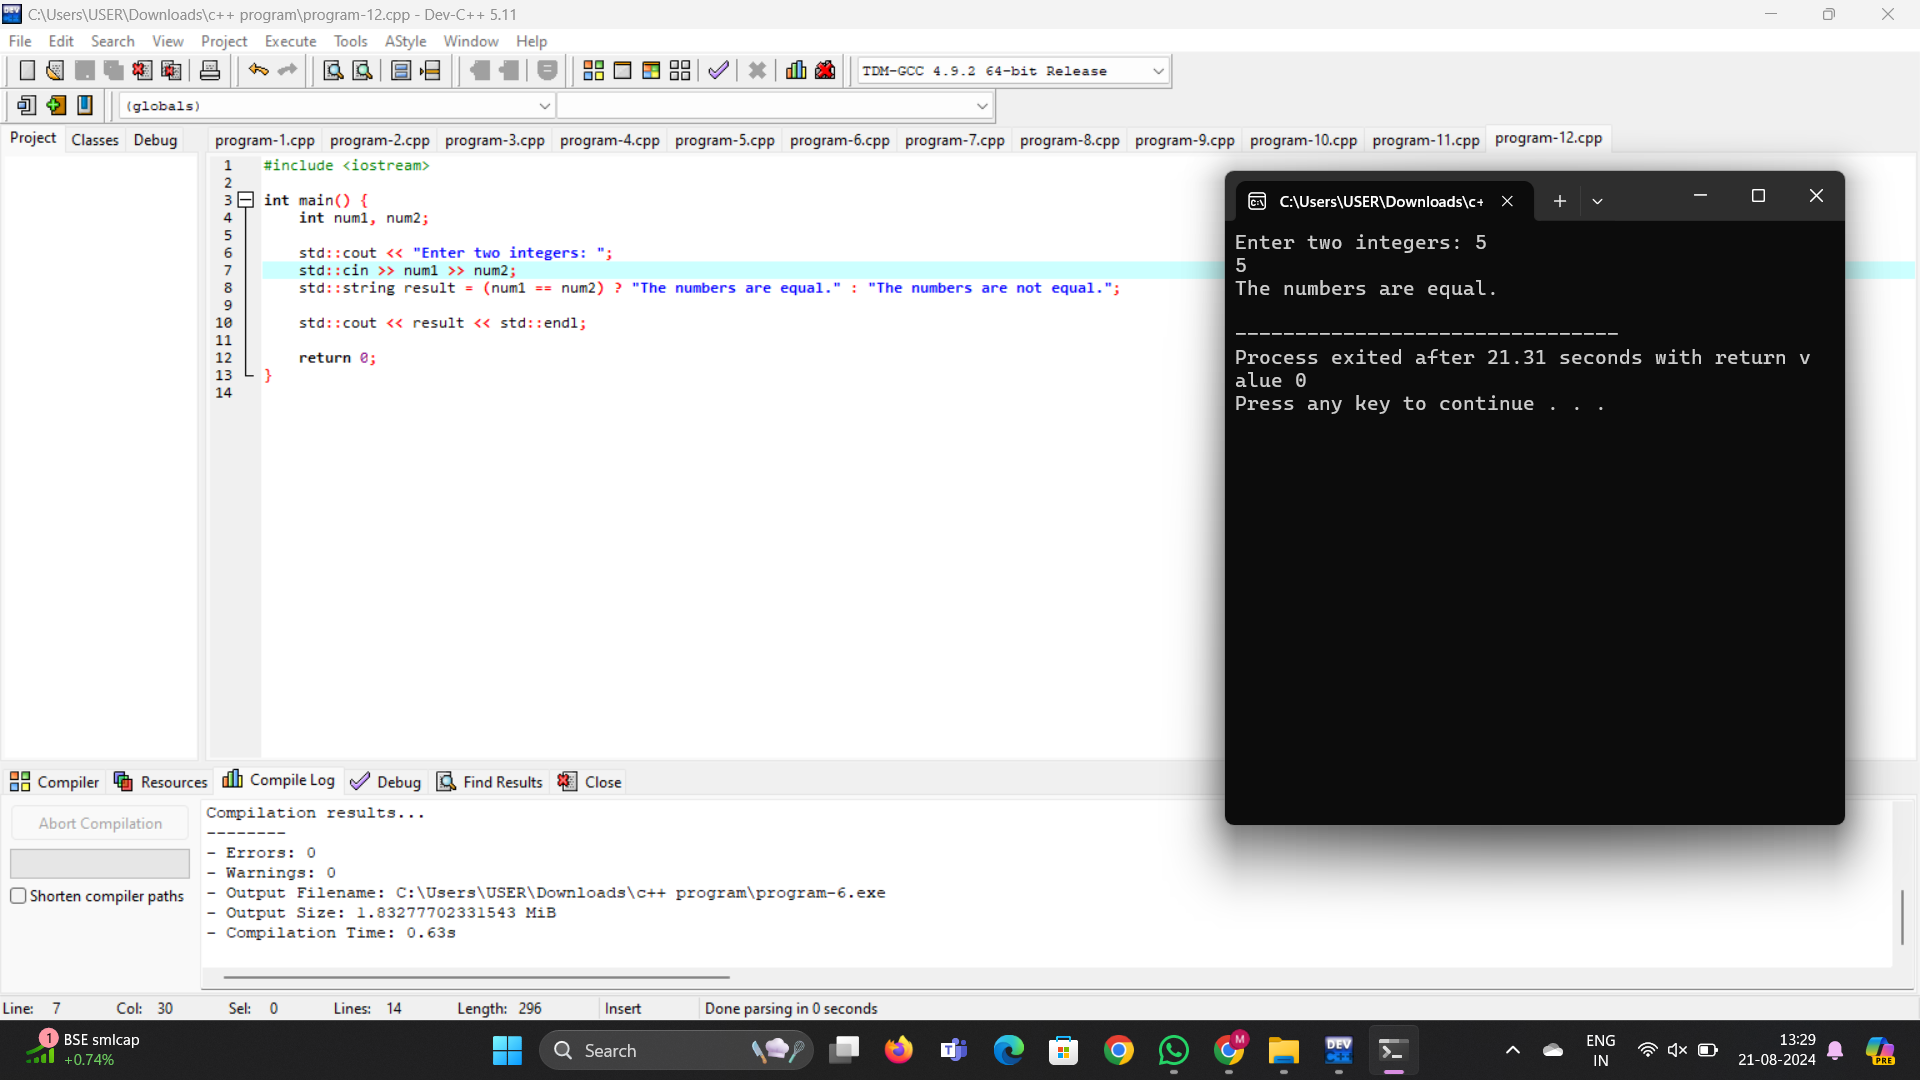 C:\Users\USER\Downloads\c++ program\program-12.cpp - Dev-C++ 5.11
File Edit Search View Project Execute Tools AStyle Window Help
TDM-GCC 4.9.2 64-bit Release
(globals)
Project Classes Debug
program-1.cpp program-2.cpp program-3.cpp program-4.cpp program-5.cpp program-6.cpp program-7.cpp program-8.cpp program-9.cpp program-10.cpp program-11.cpp program-12.cpp
1 #include <iostream>
2
3 int main() {
4 int num1, num2;
5
6 std::cout << "Enter two integers: ";
7 std::cin >> num1 >> num2;
8 std::string result = (num1 == num2) ? "The numbers are equal." : "The numbers are not equal.";
9
10 std::cout << result << std::endl;
11
12 return 0;
13 }
14
C:\Users\USER\Downloads\c+
Enter two integers: 5
5
The numbers are equal.
--------------------------------
Process exited after 21.31 seconds with return v
alue 0
Press any key to continue . . .
Compiler Resources Compile Log Debug Find Results Close
Abort Compilation
Shorten compiler paths
Compilation results...
--------
- Errors: 0
- Warnings: 0
- Output Filename: C:\Users\USER\Downloads\c++ program\program-6.exe
- Output Size: 1.83277702331543 MiB
- Compilation Time: 0.63s
Line: 7 Col: 30 Sel: 0 Lines: 14 Length: 296 Insert Done parsing in 0 seconds
1
BSE smlcap
+0.74%
Search
M
DEV
C++
ENG
IN
13:29
21-08-2024
PRE